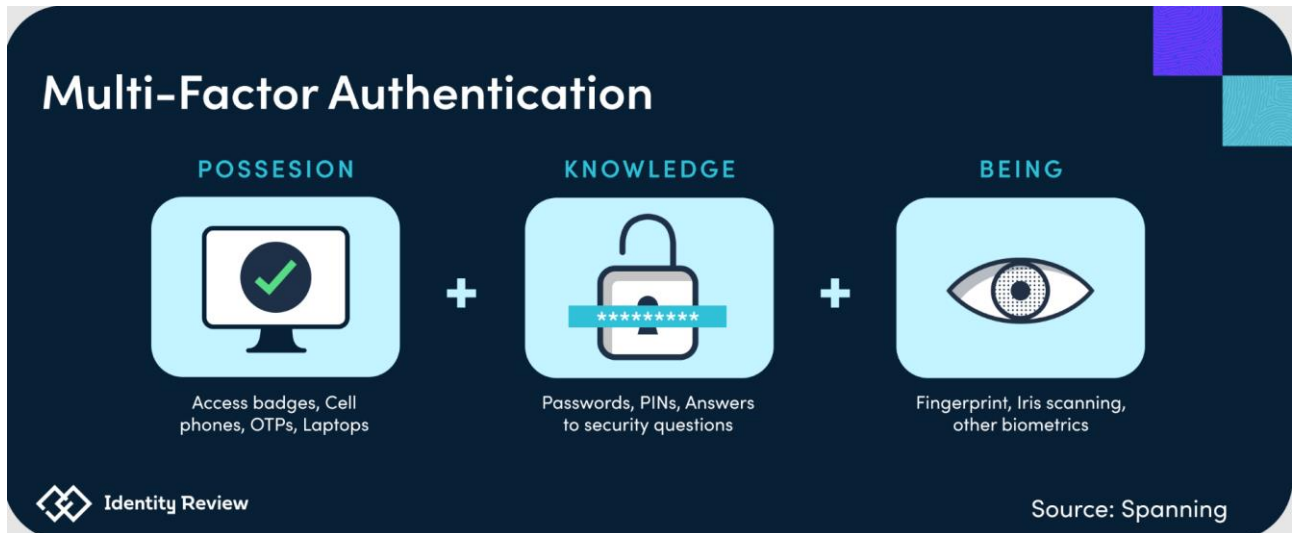 Multi-Factor Authentication
POSSESION
KNOWLEDGE
BEING
*********
Access badges, Cell
phones, OTPs, Laptops
Passwords, PINs, Answers
to security questions
Fingerprint, Iris scanning,
other biometrics
Identity Review
Source: Spanning